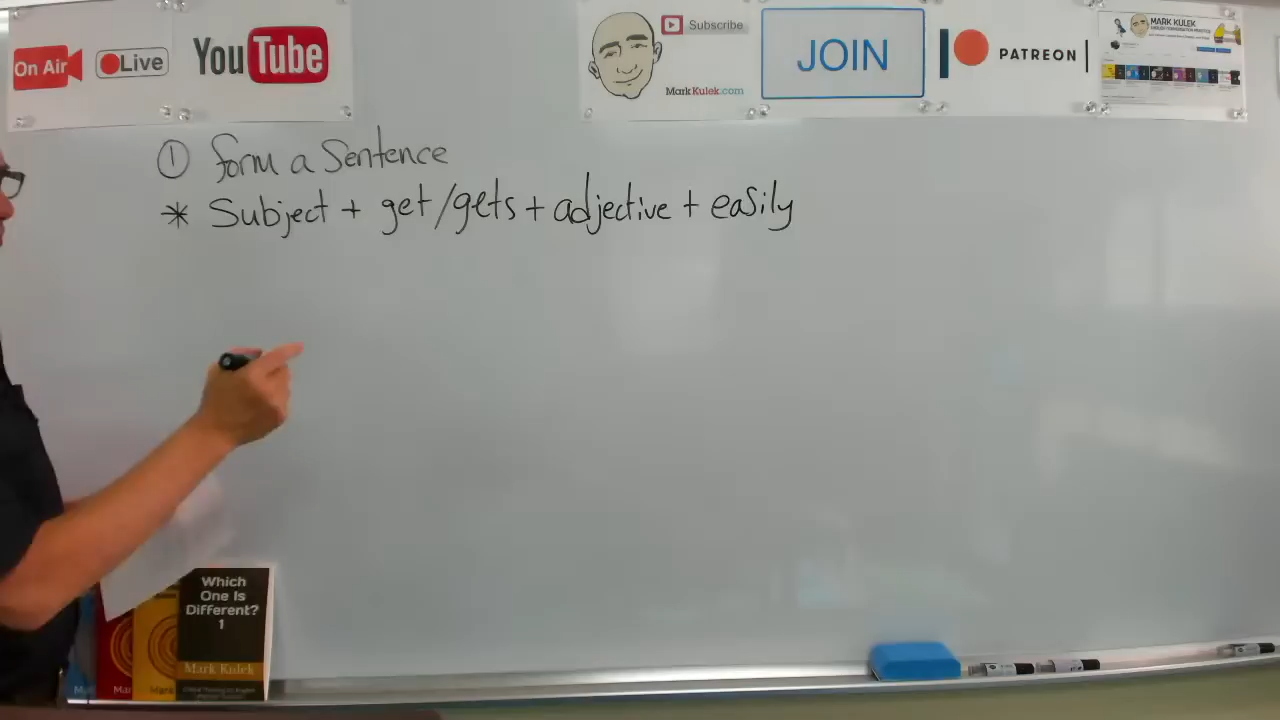 On Air
Live
YouTube
Subscribe
MarkKulek.com
JOIN
PATREON
MARK KULEK
① form a Sentence
* Subject + get/gets + adjective + easily
Which
One Is
Different?
1
Mark Kulek